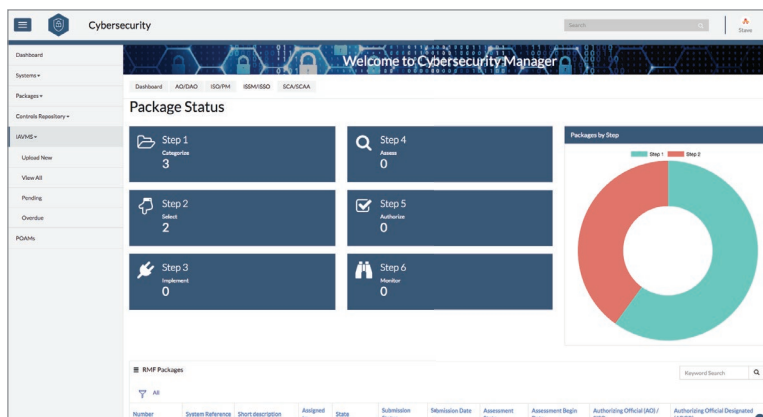 Cybersecurity
Search
Steve
Welcome to Cybersecurity Manager
Dashboard
Systems
Packages
Controls Repository
IAVMS
Upload New
View All
Pending
Overdue
POAMs
Dashboard AO/DAO ISO/PM ISSM/ISSO SCA/SCAA
Package Status
Step 1
Categorize
3
Step 4
Assess
0
Step 2
Select
2
Step 5
Authorize
0
Step 3
Implement
0
Step 6
Monitor
0
Packages by Step
Step 1 Step 2
RMF Packages
Keyword Search
All
Number System Reference Short description Assigned State Submission Submission Date Assessment Assessment Begin Authorizing Official (AO) / Authorizing Official Designated